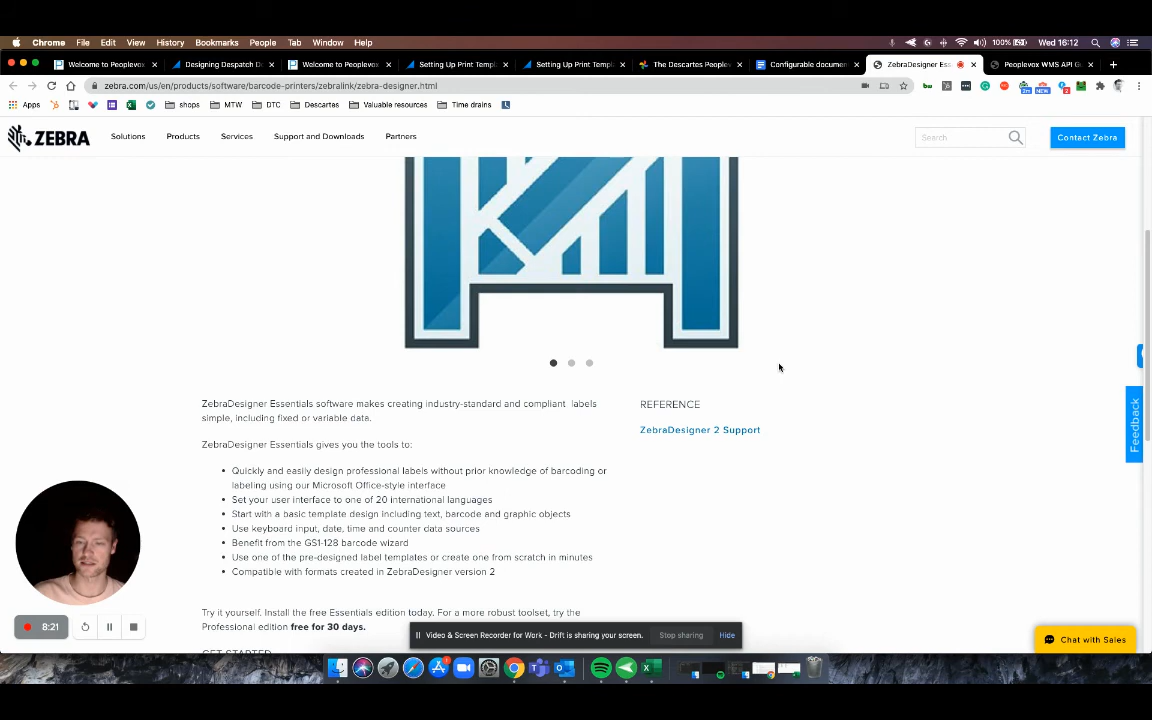 Chrome File Edit View History Bookmarks People Tab Window Help 100% Wed 16:12
Welcome to Peoplevox Designing Despatch D Welcome to Peoplevox Setting Up Print Templ Setting Up Print Templ The Descartes Peoplev Configurable documen ZebraDesigner Ess Peoplevox WMS API G
zebra.com/us/en/products/software/barcode-printers/zebralink/zebra-designer.html
Apps shops MTW DTC Descartes Valuable resources Time drains
ZEBRA Solutions Products Services Support and Downloads Partners Search Contact Zebra
ZebraDesigner Essentials software makes creating industry-standard and compliant labels
simple, including fixed or variable data.
ZebraDesigner Essentials gives you the tools to:
• Quickly and easily design professional labels without prior knowledge of barcoding or
labeling using our Microsoft Office-style interface
• Set your user interface to one of 20 international languages
• Start with a basic template design including text, barcode and graphic objects
• Use keyboard input, date, time and counter data sources
• Benefit from the GS1-128 barcode wizard
• Use one of the pre-designed label templates or create one from scratch in minutes
• Compatible with formats created in ZebraDesigner version 2
Try it yourself. Install the free Essentials edition today. For a more robust toolset, try the
Professional edition free for 30 days.
GET STARTED
REFERENCE
ZebraDesigner 2 Support
Feedback
8:21
Video & Screen Recorder for Work - Drift is sharing your screen. Stop sharing Hide
Chat with Sales